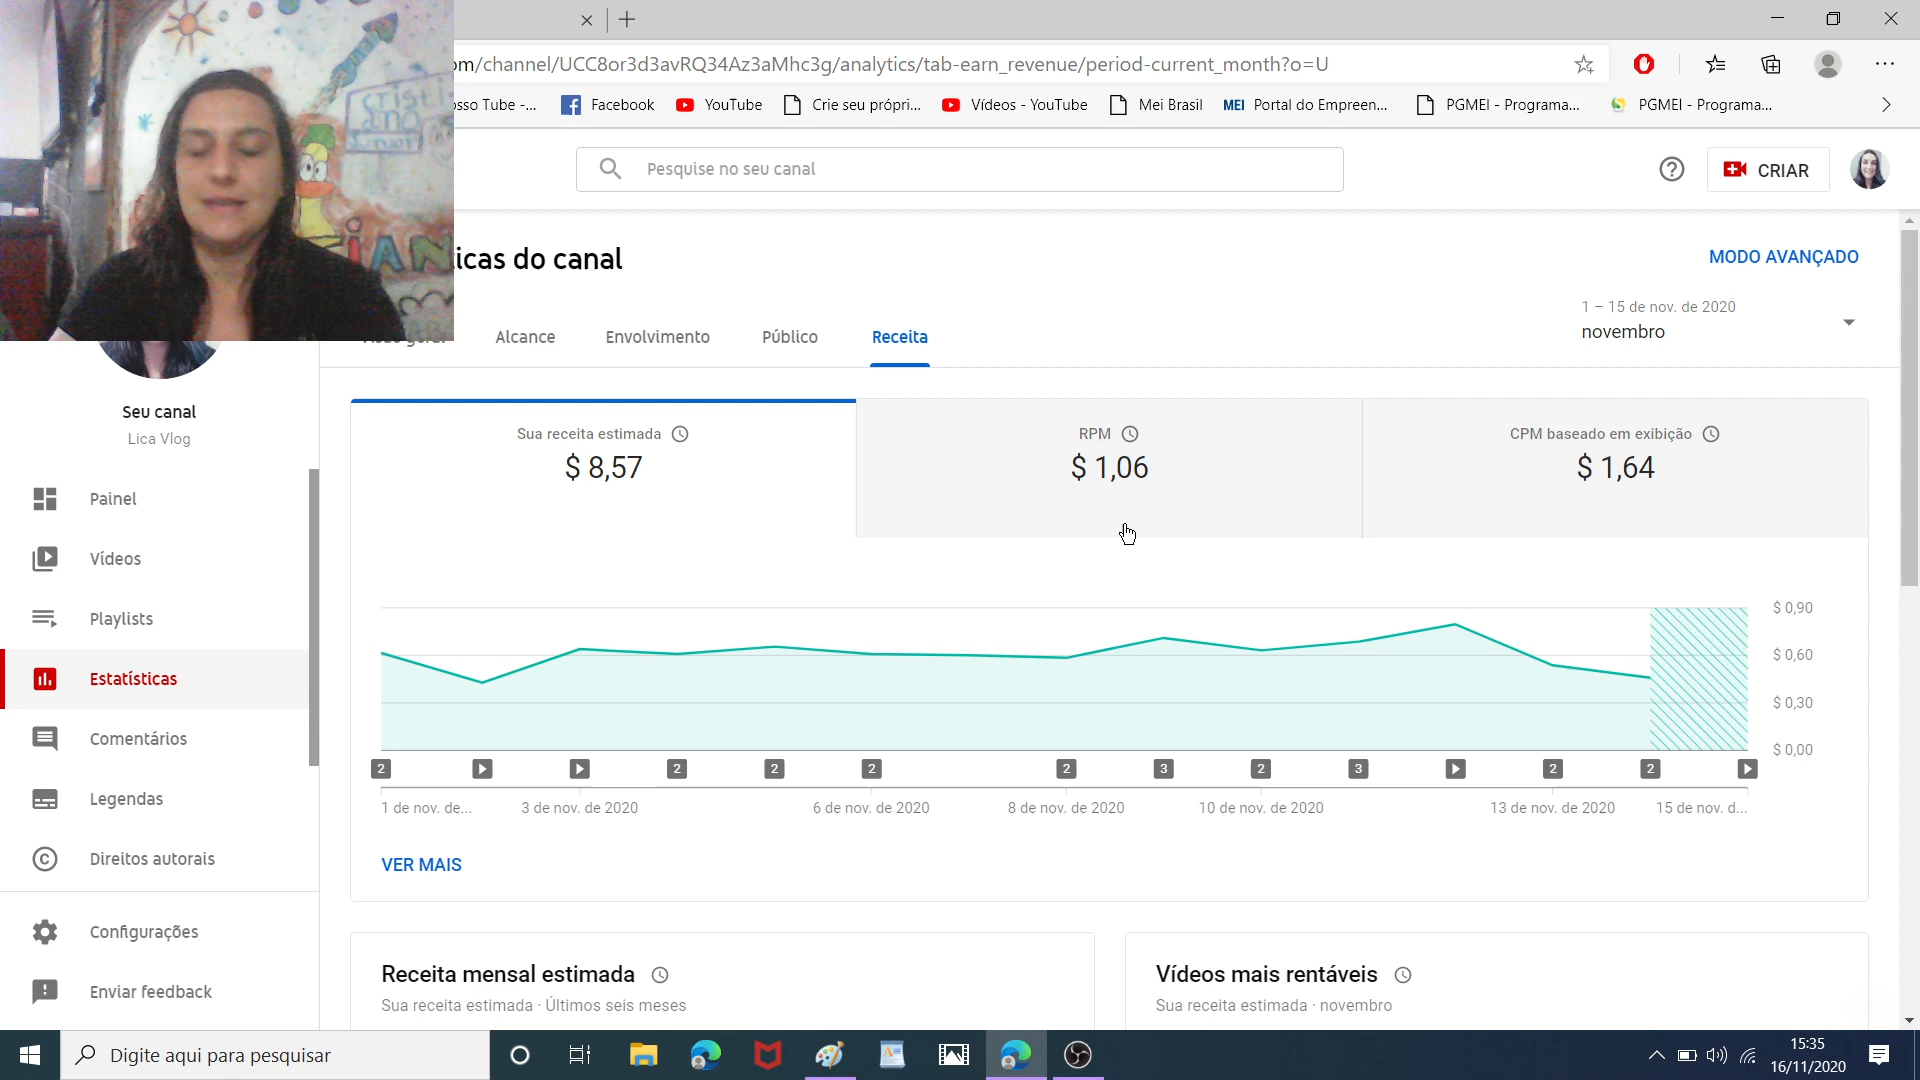 om/channel/UCC8or3d3avRQ34Az3aMhc3g/analytics/tab-earn_revenue/period-current_month?o=U
osso Tube -... Facebook YouTube Crie seu própri... Vídeos - YouTube Mei Brasil MEI Portal do Empreen... PGMEI - Programa... PGMEI - Programa...
Pesquise no seu canal
CRIAR
icas do canal
MODO AVANÇADO
1 – 15 de nov. de 2020
novembro
Alcance Envolvimento Público Receita
Seu canal
Lica Vlog
Painel
Vídeos
Playlists
Estatísticas
Comentários
Legendas
Direitos autorais
Configurações
Enviar feedback
Sua receita estimada
$ 8,57
RPM
$ 1,06
CPM baseado em exibição
$ 1,64
$ 0,90
$ 0,60
$ 0,30
$ 0,00
2 2 2 2 2 3 2 3 2 2
1 de nov. de... 3 de nov. de 2020 6 de nov. de 2020 8 de nov. de 2020 10 de nov. de 2020 13 de nov. de 2020 15 de nov. d...
VER MAIS
Receita mensal estimada
Sua receita estimada · Últimos seis meses
Vídeos mais rentáveis
Sua receita estimada · novembro
Digite aqui para pesquisar
15:35
16/11/2020